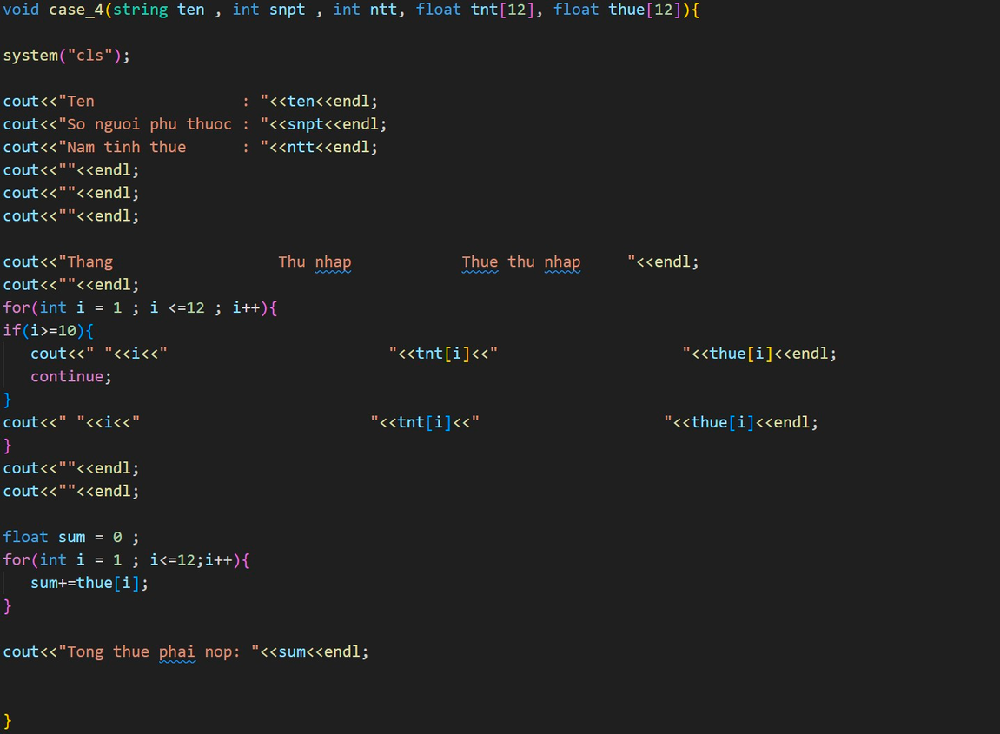 void case_4(string ten , int snpt , int ntt, float tnt[12], float thue[12]){
system("cls");
cout<<"Ten                : "<<ten<<endl;
cout<<"So nguoi phu thuoc : "<<snpt<<endl;
cout<<"Nam tinh thue      : "<<ntt<<endl;
cout<<""<<endl;
cout<<""<<endl;
cout<<""<<endl;
cout<<"Thang                  Thu nhap            Thue thu nhap     "<<endl;
cout<<""<<endl;
for(int i = 1 ; i <=12 ; i++){
if(i>=10){
   cout<<" "<<i<<"                        "<<tnt[i]<<"                    "<<thue[i]<<endl;
   continue;
}
cout<<" "<<i<<"                         "<<tnt[i]<<"                    "<<thue[i]<<endl;
}
cout<<""<<endl;
cout<<""<<endl;
float sum = 0 ;
for(int i = 1 ; i<=12;i++){
   sum+=thue[i];
}
cout<<"Tong thue phai nop: "<<sum<<endl;
}